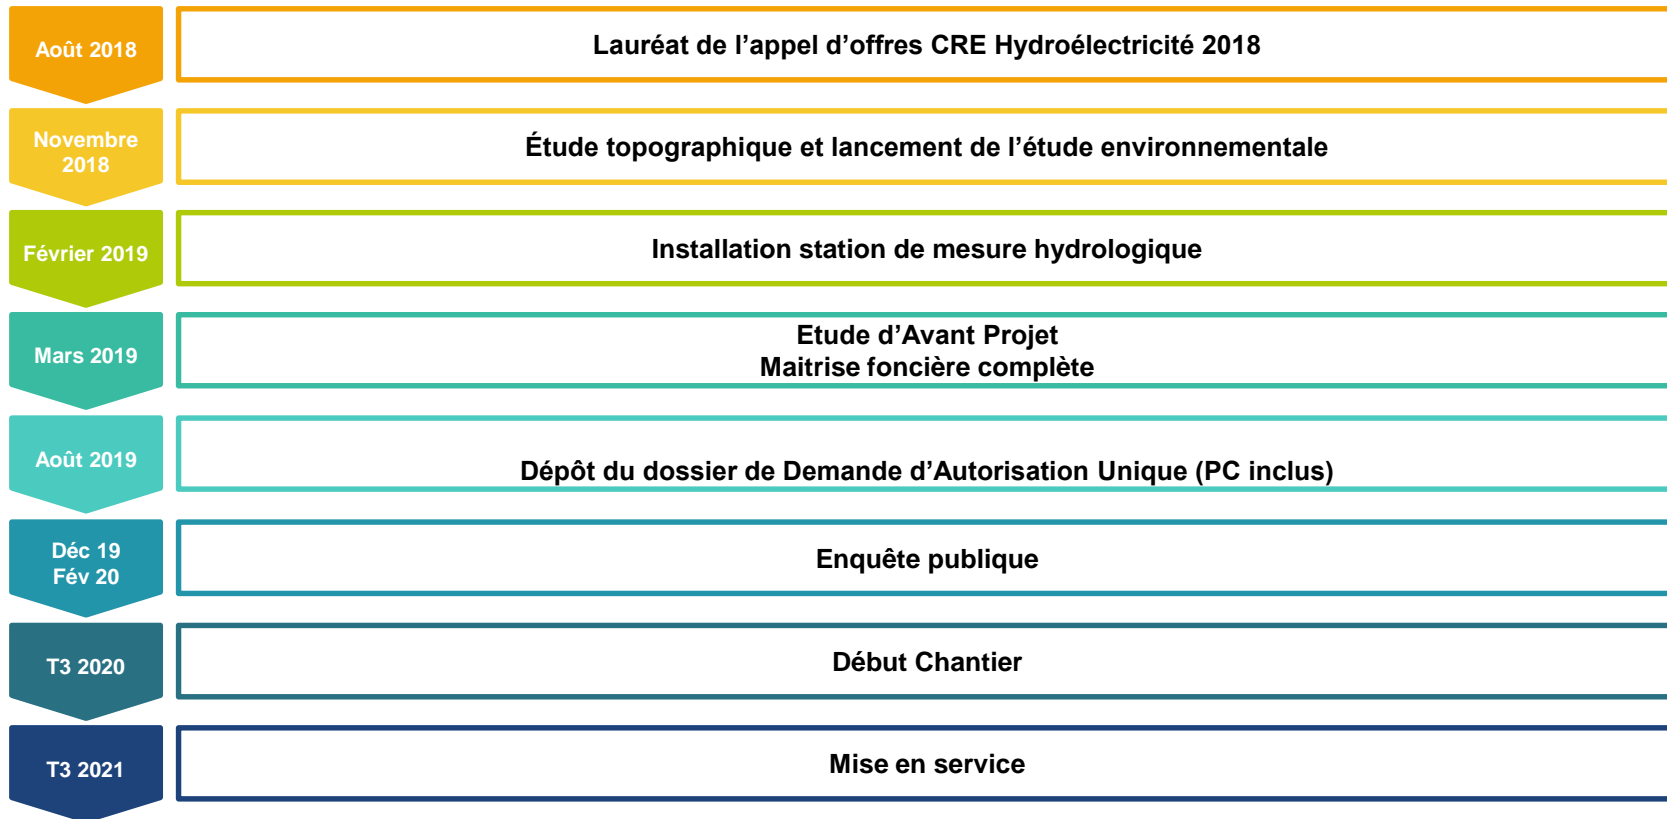 Août 2018
Lauréat de l’appel d’offres CRE Hydroélectricité 2018
Novembre
2018
Étude topographique et lancement de l’étude environnementale
Février 2019
Installation station de mesure hydrologique
Mars 2019
Etude d’Avant Projet
Maitrise foncière complète
Août 2019
Dépôt du dossier de Demande d’Autorisation Unique (PC inclus)
Déc 19
Fév 20
Enquête publique
T3 2020
Début Chantier
T3 2021
Mise en service